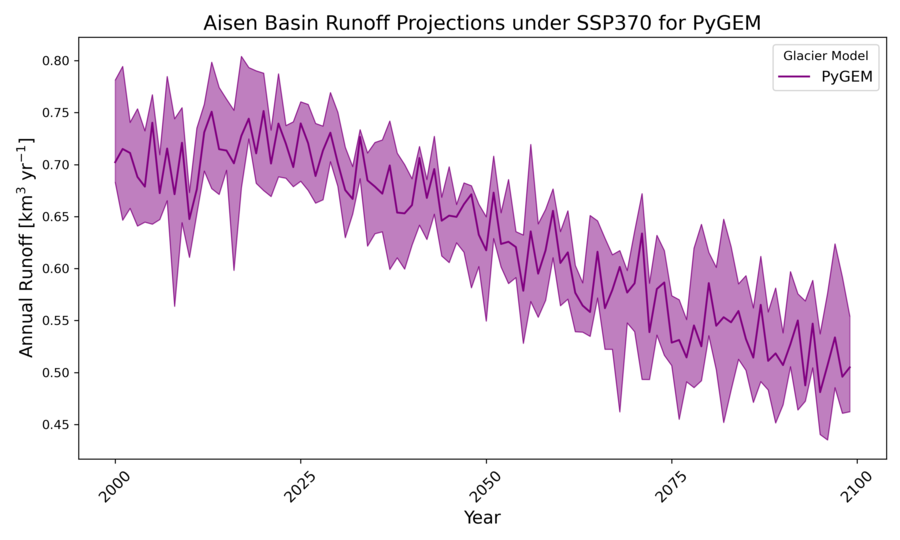 Aisen Basin Runoff Projections under SSP370 for PyGEM
Glacier Model
PyGEM
Annual Runoff [km³ yr⁻¹]
0.80
0.75
0.70
0.65
0.60
0.55
0.50
0.45
2000
2025
2050
2075
2100
Year